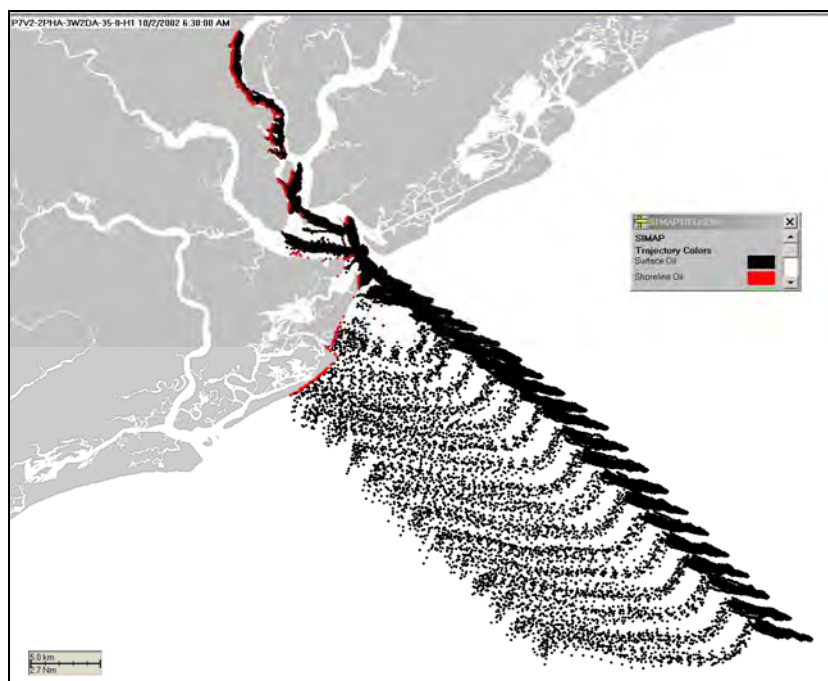 P7V2-2PHA-3W2DA-35-0-H1 10/2/2002 6:30:00 AM
SIMAP
Trajectory Colors
Surface Oil
Shoreline Oil
5.0 km
2.7 Nm